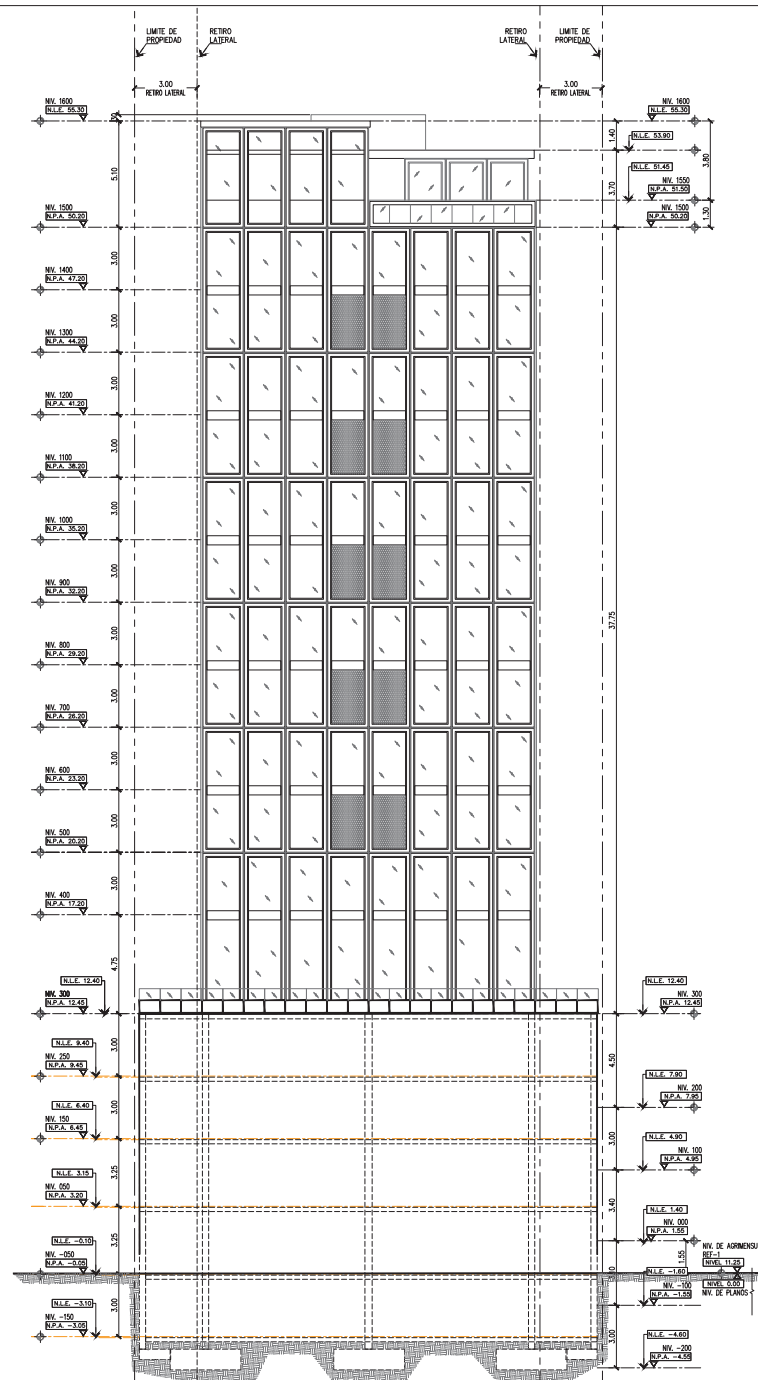 LIMITE DE
PROPIEDAD
RETIRO
LATERAL
RETIRO
LATERAL
LIMITE DE
PROPIEDAD
3.00
RETIRO LATERAL
3.00
RETIRO LATERAL
NIV. 1600
N.L.E. 55.30
.50
5.10
NIV. 1500
N.P.A. 50.20
3.00
NIV. 1400
N.P.A. 47.20
3.00
NIV. 1300
N.P.A. 44.20
3.00
NIV. 1200
N.P.A. 41.20
3.00
NIV. 1100
N.P.A. 38.20
3.00
NIV. 1000
N.P.A. 35.20
3.00
NIV. 900
N.P.A. 32.20
3.00
NIV. 800
N.P.A. 29.20
3.00
NIV. 700
N.P.A. 26.20
3.00
NIV. 600
N.P.A. 23.20
3.00
NIV. 500
N.P.A. 20.20
3.00
NIV. 400
N.P.A. 17.20
4.75
N.L.E. 12.40
NIV. 300
N.P.A. 12.45
3.00
N.L.E. 9.40
NIV. 250
N.P.A. 9.45
3.00
N.L.E. 6.40
NIV. 150
N.P.A. 6.45
3.25
N.L.E. 3.15
NIV. 050
N.P.A. 3.20
3.25
N.L.E. -0.10
NIV. -050
N.P.A. -0.05
3.00
N.L.E. -3.10
NIV. -150
N.P.A. -3.05
NIV. 1600
N.L.E. 55.30
1.40
N.L.E. 53.90
3.80
N.L.E. 51.45
3.70
NIV. 1550
N.P.A. 51.50
NIV. 1500
N.P.A. 50.20
1.30
37.75
N.L.E. 12.40
NIV. 300
N.P.A. 12.45
4.50
N.L.E. 7.90
NIV. 200
N.P.A. 7.95
3.00
N.L.E. 4.90
NIV. 100
N.P.A. 4.95
3.40
N.L.E. 1.40
NIV. 000
N.P.A. 1.55
1.55
NIV. DE AGRIMENSU
REF-1
NIVEL 11.25
NIVEL 0.00
NIV. DE PLANOS
3.10
N.L.E. -1.60
NIV. -100
N.P.A. -1.55
3.00
N.L.E. -4.60
NIV. -200
N.P.A. -4.55